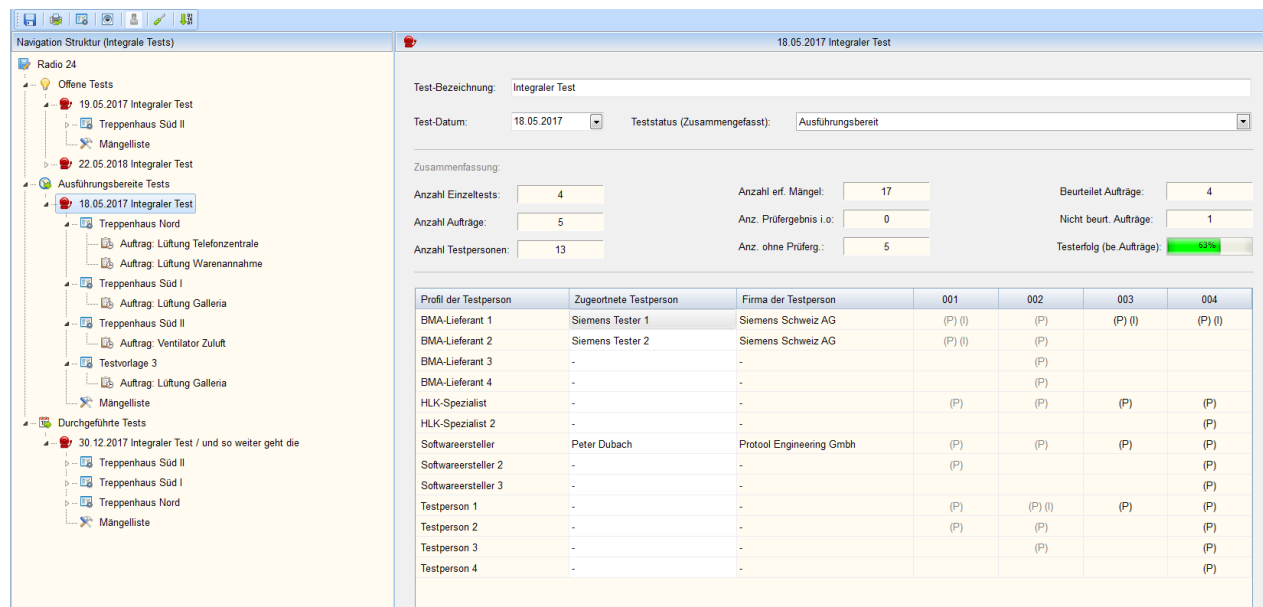 Navigation Struktur (Integrale Tests)
Radio 24
Offene Tests
19.05.2017 Integraler Test
Treppenhaus Süd II
Mängelliste
22.05.2018 Integraler Test
Ausführungsbereite Tests
18.05.2017 Integraler Test
Treppenhaus Nord
Auftrag: Lüftung Telefonzentrale
Auftrag: Lüftung Warenannahme
Treppenhaus Süd I
Auftrag: Lüftung Galleria
Treppenhaus Süd II
Auftrag: Ventilator Zuluft
Testvorlage 3
Auftrag: Lüftung Galleria
Mängelliste
Durchgeführte Tests
30.12.2017 Integraler Test / und so weiter geht die
Treppenhaus Süd II
Treppenhaus Süd I
Treppenhaus Nord
Mängelliste
18.05.2017 Integraler Test
Test-Bezeichnung: Integraler Test
Test-Datum: 18.05.2017 Teststatus (Zusammengefasst): Ausführungsbereit
Zusammenfassung:
Anzahl Einzeltests: 4 Anzahl erf. Mängel: 17 Beurteilet Aufträge: 4
Anzahl Aufträge: 5 Anz. Prüfergebnis i.o: 0 Nicht beurt. Aufträge: 1
Anzahl Testpersonen: 13 Anz. ohne Prüferg.: 5 Testerfolg (be.Aufträge): 63%
Profil der Testperson Zugeortnete Testperson Firma der Testperson 001 002 003 004
BMA-Lieferant 1 Siemens Tester 1 Siemens Schweiz AG (P) (I) (P) (P) (I) (P) (I)
BMA-Lieferant 2 Siemens Tester 2 Siemens Schweiz AG (P) (I) (P)
BMA-Lieferant 3 - - (P)
BMA-Lieferant 4 - - (P)
HLK-Spezialist - - (P) (P) (P) (P)
HLK-Spezialist 2 - - (P)
Softwareersteller Peter Dubach Protool Engineering Gmbh (P) (P) (P) (P)
Softwareersteller 2 - - (P) (P)
Softwareersteller 3 - - (P)
Testperson 1 - - (P) (P) (I) (P) (P)
Testperson 2 - - (P) (P) (P)
Testperson 3 - - (P) (P)
Testperson 4 - - (P)